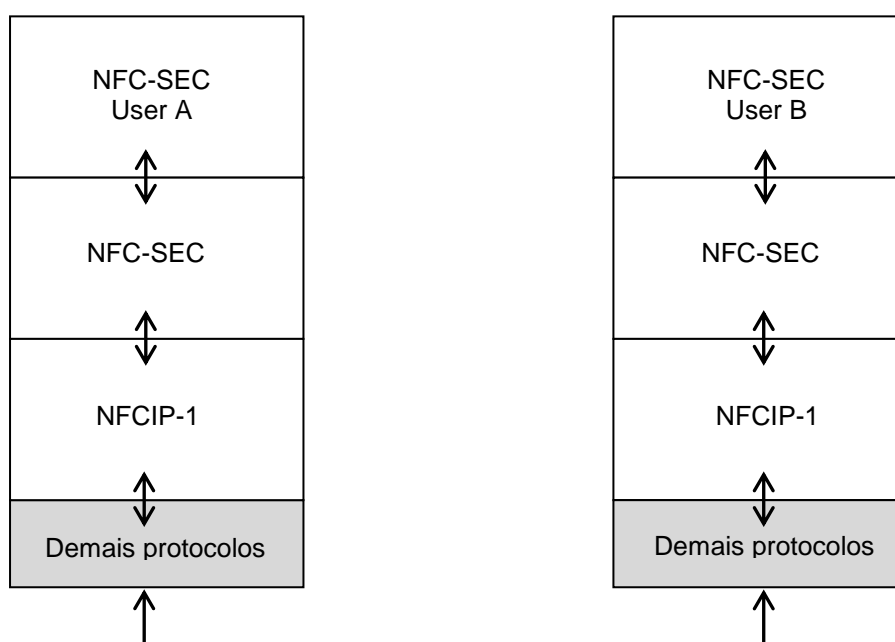 NFC-SEC
User A
NFC-SEC
NFCIP-1
Demais protocolos
NFC-SEC
User B
NFC-SEC
NFCIP-1
Demais protocolos